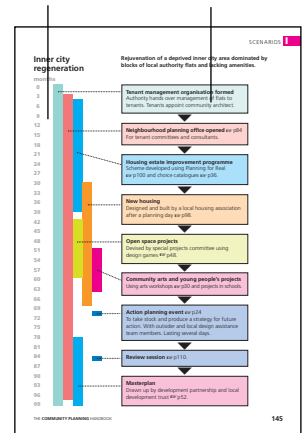 SCENARIOS I
Inner city
regeneration
Rejuvenation of a deprived inner city area dominated by
blocks of local authority flats and lacking amenities.
months
0
3
6
9
12
15
18
21
24
27
30
33
36
39
42
45
48
51
54
57
60
63
66
69
72
75
78
81
84
87
90
93
96
99
Tenant management organisation formed
Authority hands over management of flats to
tenants. Tenants appoint community architect.
Neighbourhood planning office opened p84
For tenant committees and consultants.
Housing estate improvement programme
Scheme developed using Planning for Real
p100 and choice catalogues p36.
New housing
Designed and built by a local housing association
after a planning day p98.
Open space projects
Devised by special projects committee using
design games p48.
Community arts and young people's projects
Using arts workshops p30 and projects in schools.
Action planning event p24
To take stock and produce a strategy for future
action. With outsider and local design assistance
team members. Lasting several days.
Review session p110.
Masterplan
Drawn up by development partnership and local
development trust p52.
THE COMMUNITY PLANNING HANDBOOK
145